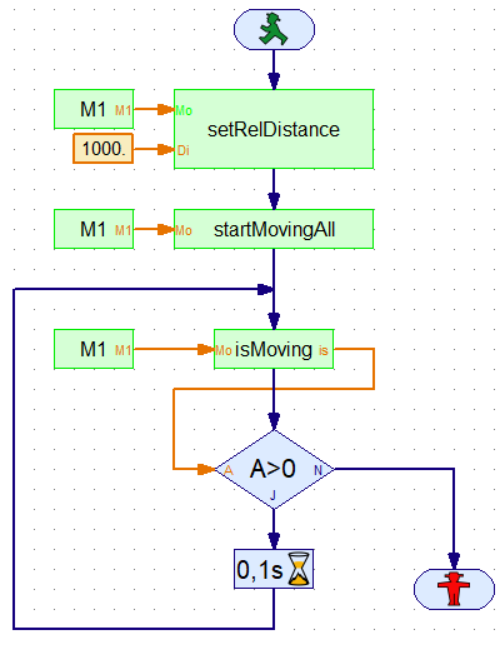 M1 M1 Mo
setRelDistance
1000. Di
M1 M1 Mo startMovingAll
M1 M1 Mo isMoving is
A A>0 N
J
0,1s